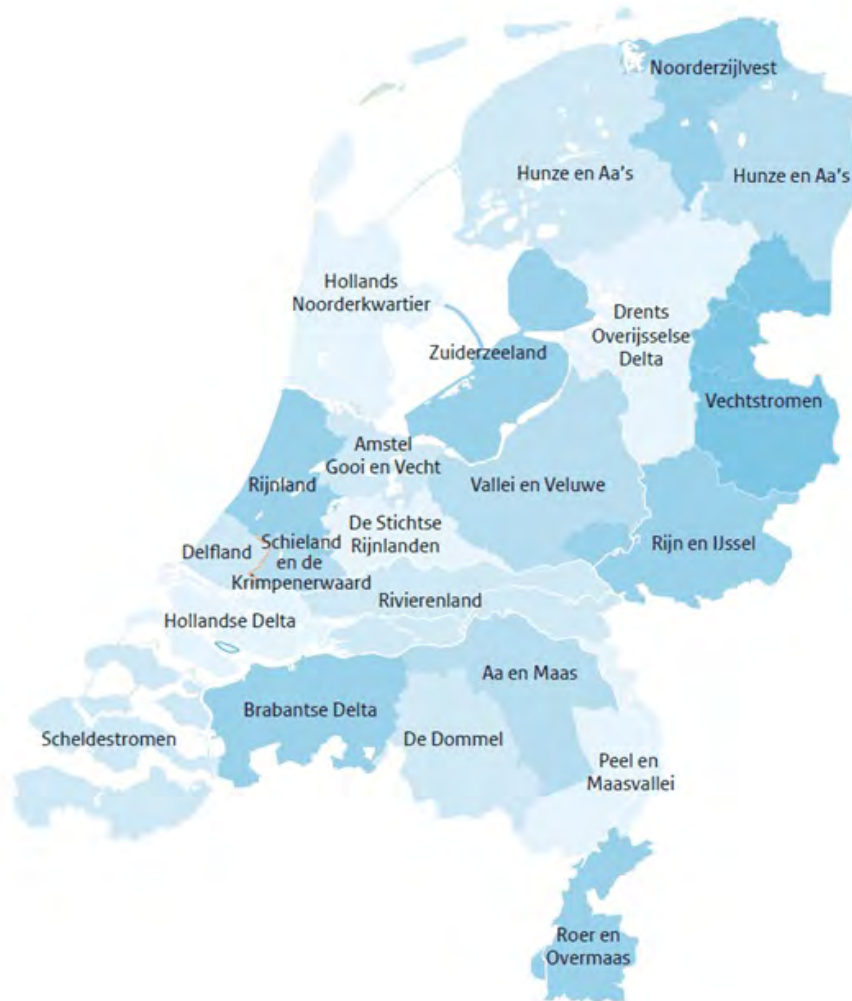 Noorderzijlvest
Hunze en Aa's
Hunze en Aa's
Hollands
Noorderkwartier
Drents
Overijsselse
Delta
Zuiderzeeland
Vechtstromen
Amstel
Gooi en Vecht
Rijnland
Vallei en Veluwe
De Stichtse
Rijnlanden
Delfland
Schieland
en de
Krimpenerwaard
Rijn en IJssel
Rivierenland
Hollandse Delta
Aa en Maas
Brabantse Delta
Scheldestromen
De Dommel
Peel en
Maasvallei
Roer en
Overmaas